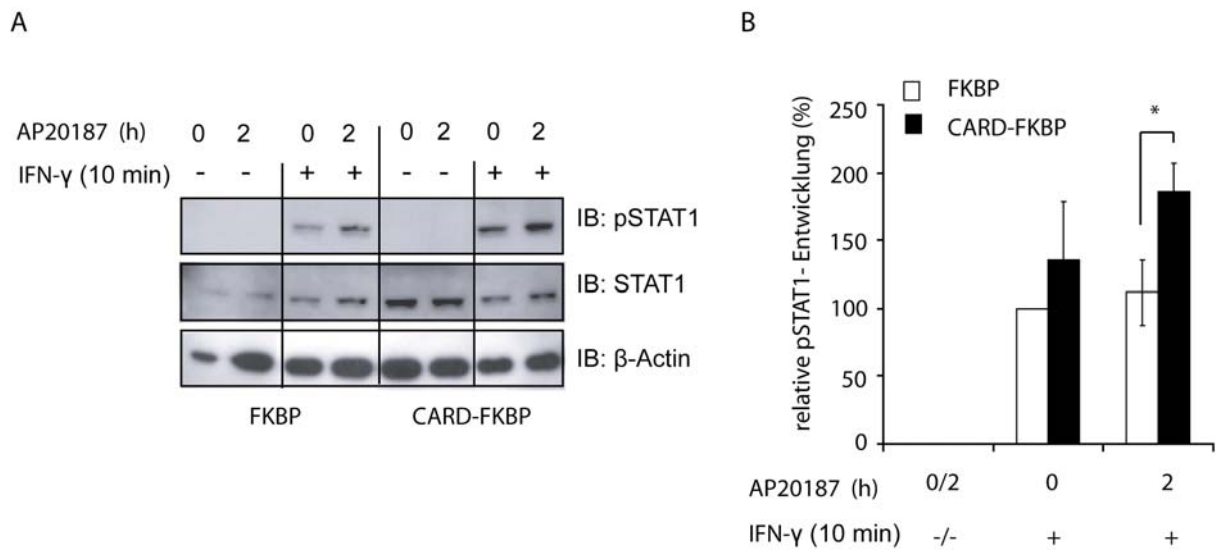 A
AP20187 (h) 0 2 0 2 0 2 0 2
IFN-γ (10 min) - - + + - - + +
IB: pSTAT1
IB: STAT1
IB: β-Actin
FKBP CARD-FKBP
B
FKBP
CARD-FKBP
relative pSTAT1- Entwicklung (%)
250
200
150
100
50
0
*
AP20187 (h) 0/2 0 2
IFN-γ (10 min) -/- + +